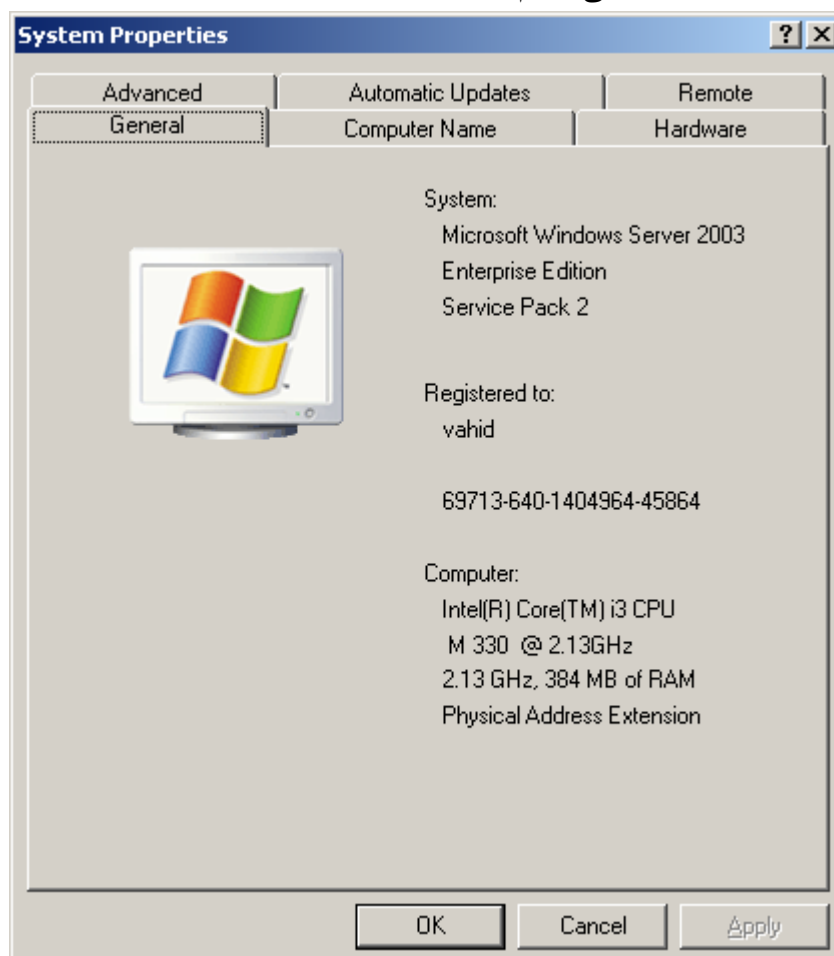 System Properties
Advanced Automatic Updates Remote
General Computer Name Hardware
System:
Microsoft Windows Server 2003
Enterprise Edition
Service Pack 2
Registered to:
vahid
69713-640-1404964-45864
Computer:
Intel(R) Core(TM) i3 CPU
M 330 @ 2.13GHz
2.13 GHz, 384 MB of RAM
Physical Address Extension
OK Cancel Apply